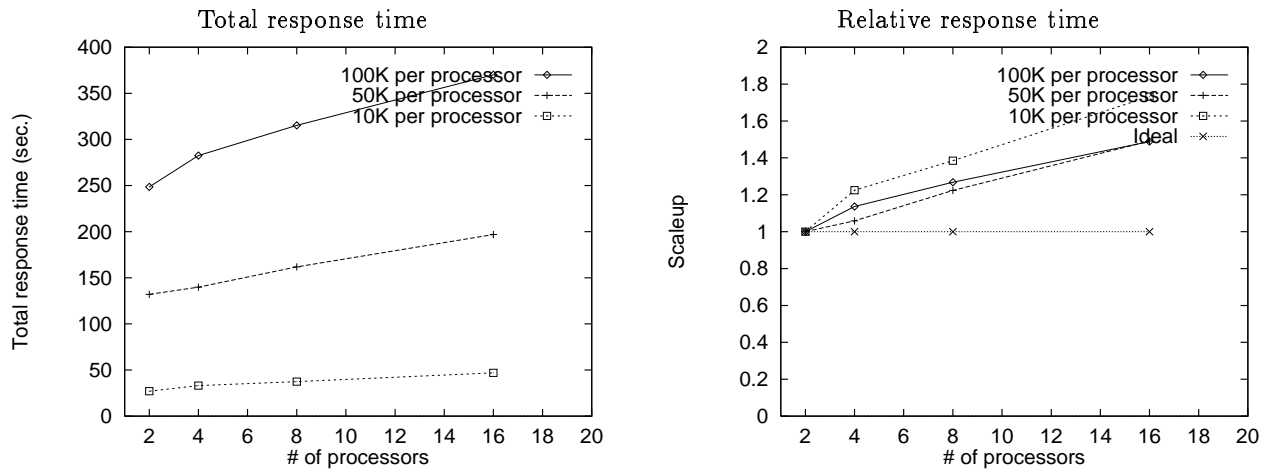 Total response time
400
350
300
250
200
150
100
50
0
Total response time (sec.)
100K per processor
50K per processor
10K per processor
2 4 6 8 10 12 14 16 18 20
# of processors
Relative response time
2
1.8
1.6
1.4
1.2
1
0.8
0.6
0.4
0.2
0
Scaleup
100K per processor
50K per processor
10K per processor
Ideal
2 4 6 8 10 12 14 16 18 20
# of processors